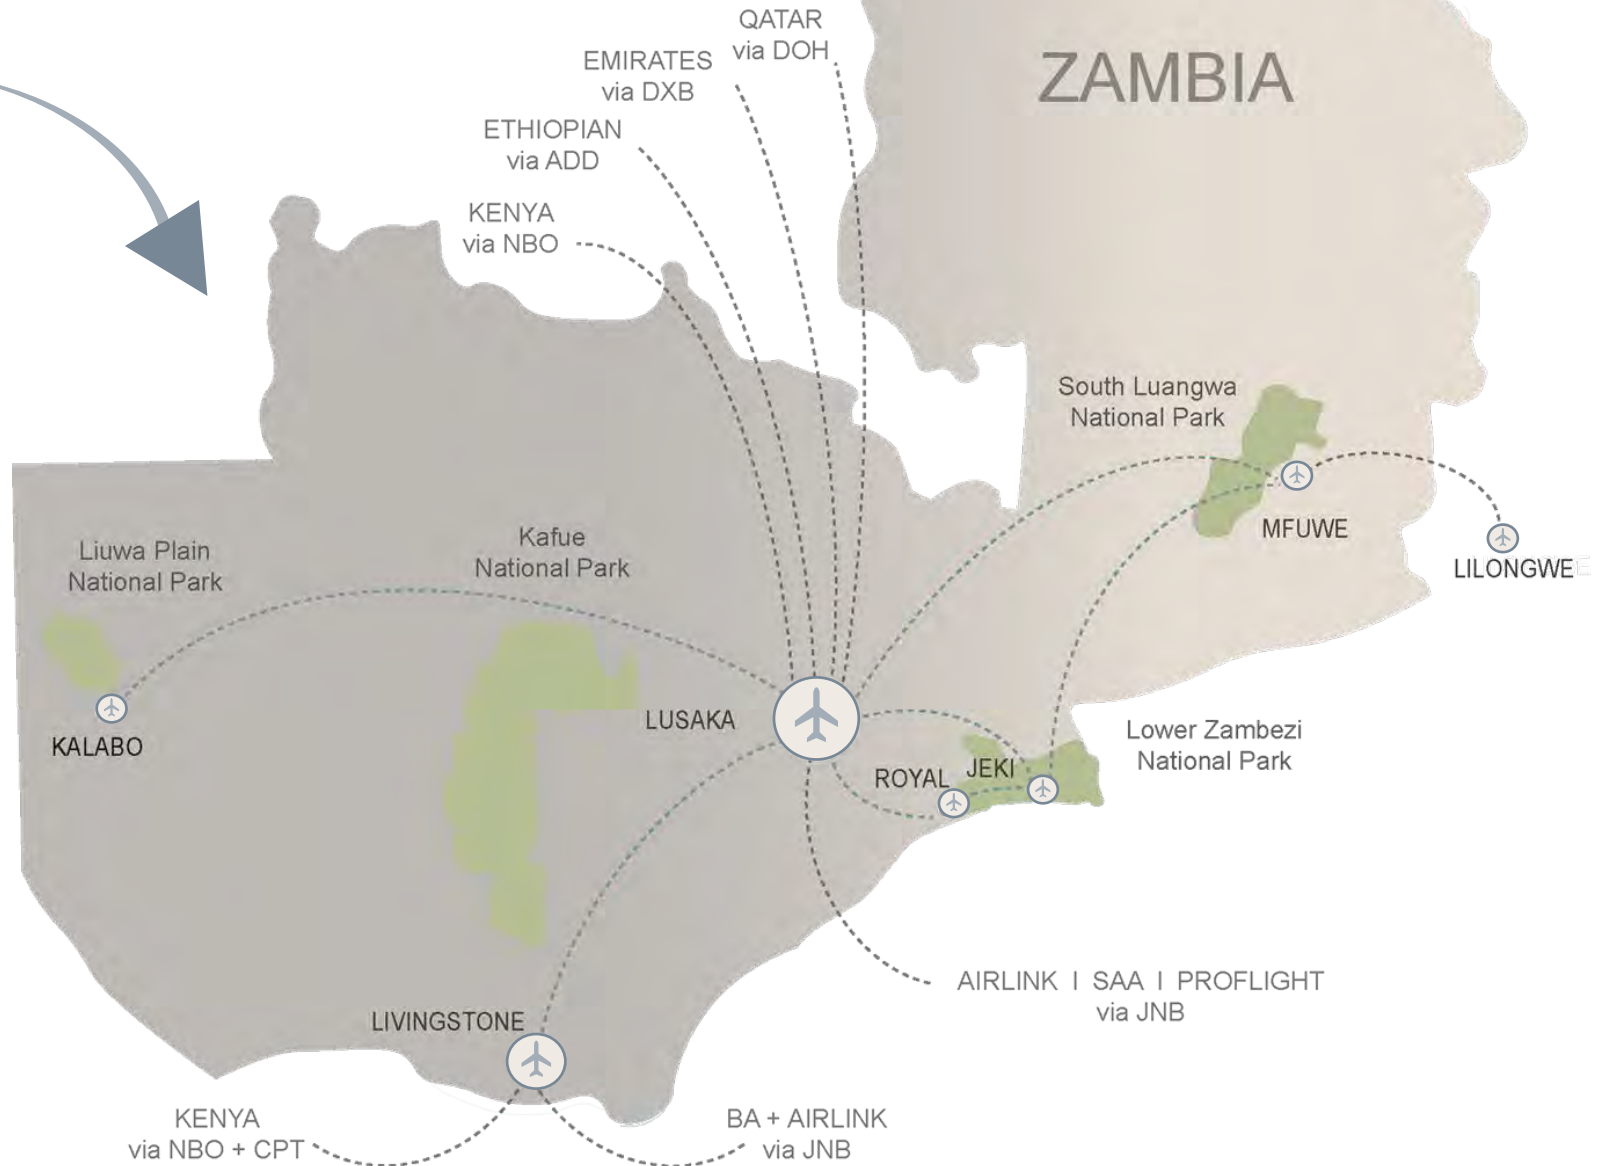 QATAR
via DOH
ZAMBIA
EMIRATES
via DXB
ETHIOPIAN
via ADD
KENYA
via NBO
South Luangwa
National Park
MFUWE
LILONGWE
Kafue
National Park
Liuwa Plain
National Park
KALABO
LUSAKA
Lower Zambezi
National Park
ROYAL
JEKI
AIRLINK I SAA I PROFLIGHT
via JNB
LIVINGSTONE
KENYA
via NBO + CPT
BA + AIRLINK
via JNB